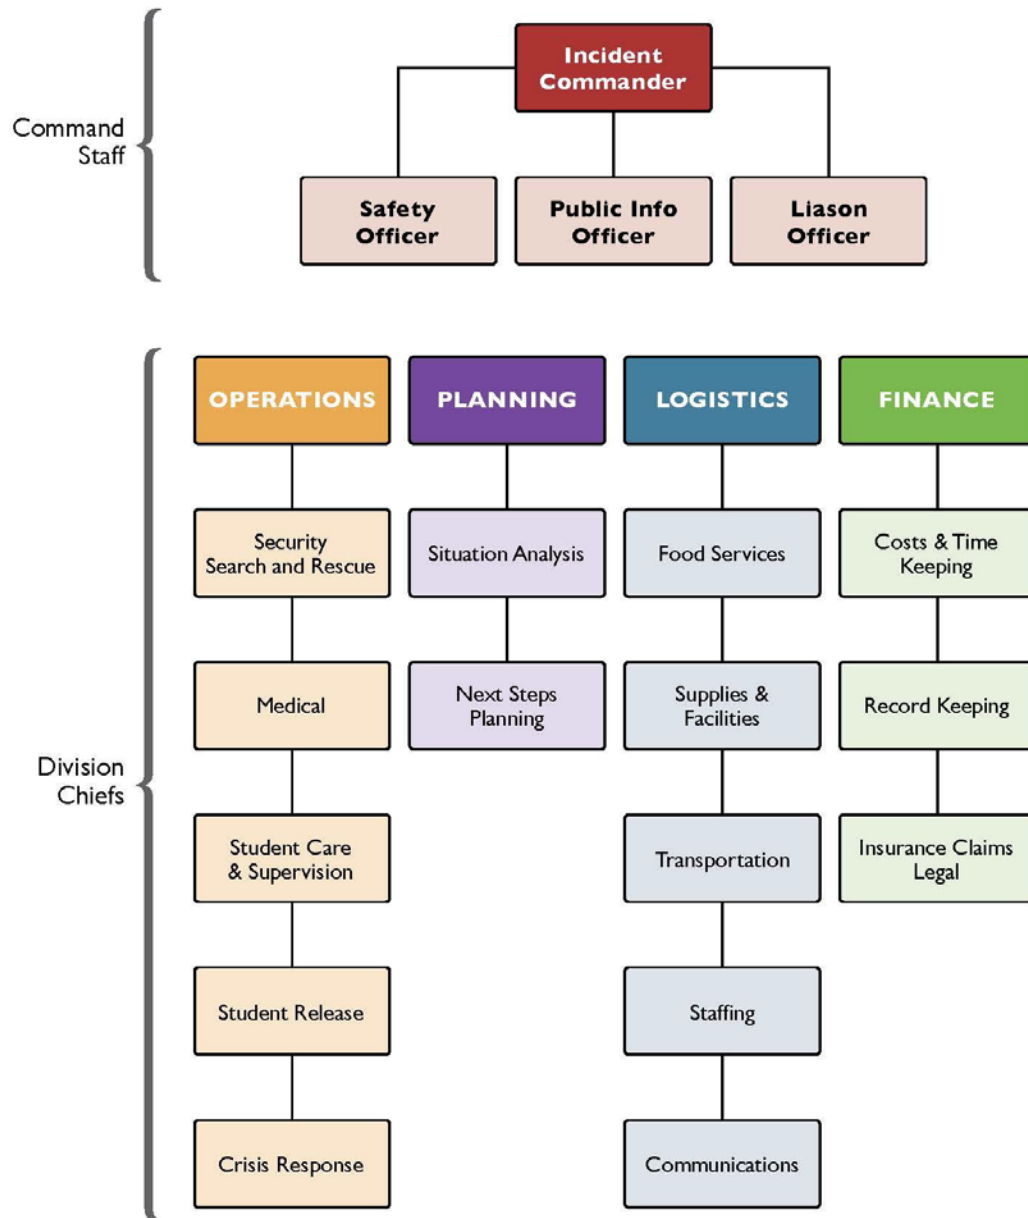 Incident
Commander
Command
Staff
Safety
Officer
Public Info
Officer
Liason
Officer
OPERATIONS
PLANNING
LOGISTICS
FINANCE
Security
Search and Rescue
Situation Analysis
Food Services
Costs & Time
Keeping
Medical
Next Steps
Planning
Supplies &
Facilities
Record Keeping
Division
Chiefs
Student Care
& Supervision
Transportation
Insurance Claims
Legal
Student Release
Staffing
Crisis Response
Communications